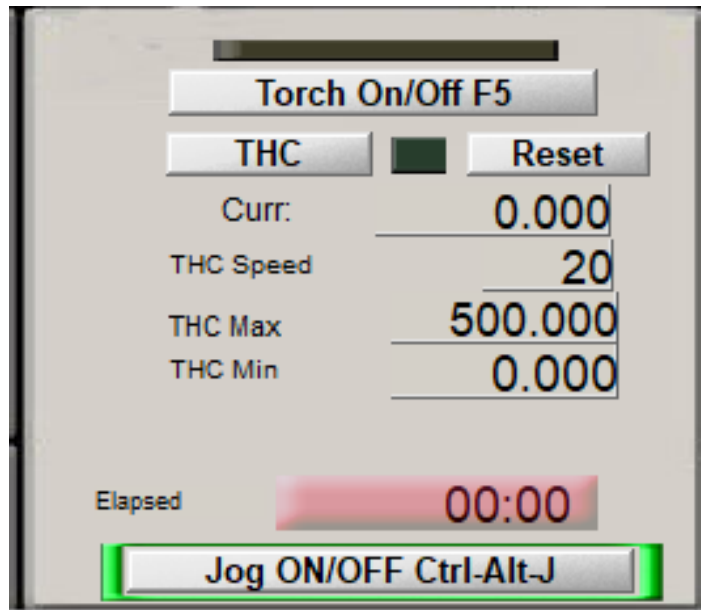 Torch On/Off F5
THC Reset
Curr: 0.000
THC Speed 20
THC Max 500.000
THC Min 0.000
Elapsed 00:00
Jog ON/OFF Ctrl-Alt-J